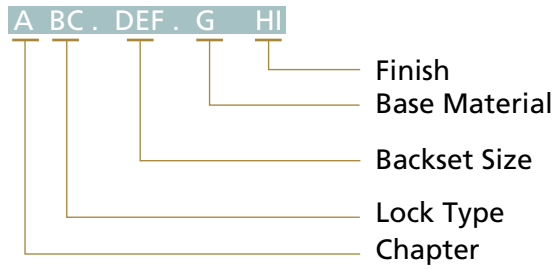 A BC . DEF . G HI
Finish
Base Material
Backset Size
Lock Type
Chapter